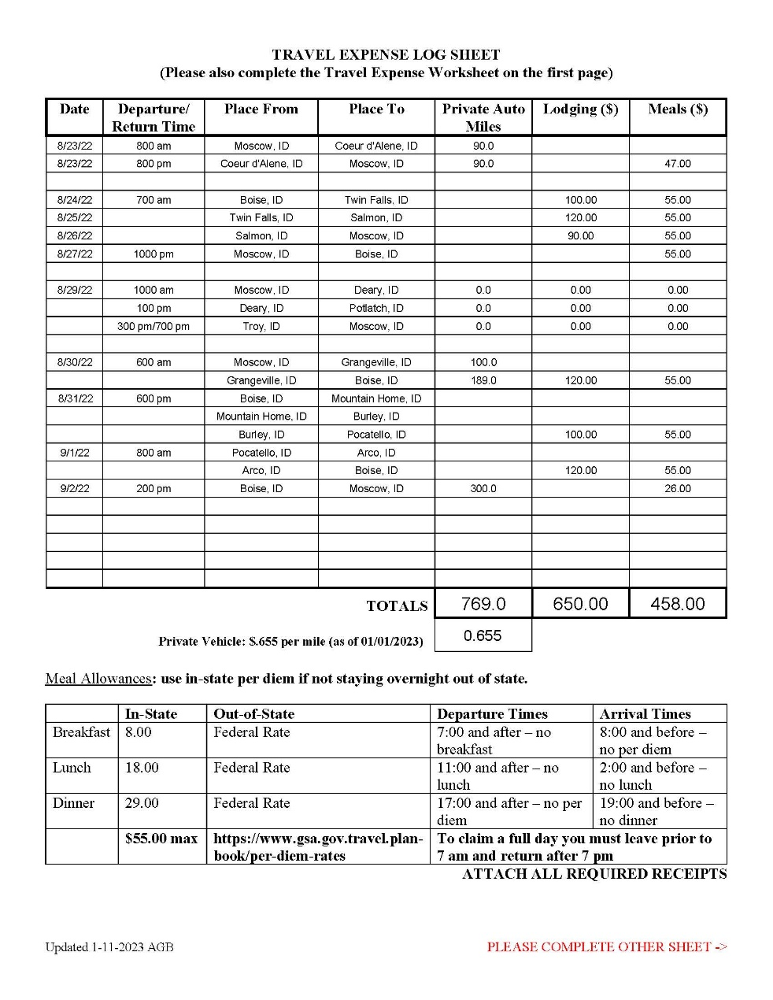 TRAVEL EXPENSE LOG SHEET
(Please also complete the Travel Expense Worksheet on the first page)
Date Departure/ Return Time Place From Place To Private Auto Miles Lodging ($) Meals ($)
8/23/22 800 am Moscow, ID Coeur d'Alene, ID 90.0
8/23/22 800 pm Coeur d'Alene, ID Moscow, ID 90.0 47.00
8/24/22 700 am Boise, ID Twin Falls, ID 100.00 55.00
8/25/22 Twin Falls, ID Salmon, ID 120.00 55.00
8/26/22 Salmon, ID Moscow, ID 90.00 55.00
8/27/22 1000 pm Moscow, ID Boise, ID 55.00
8/29/22 1000 am Moscow, ID Deary, ID 0.0 0.00 0.00
100 pm Deary, ID Potlatch, ID 0.0 0.00 0.00
300 pm/700 pm Troy, ID Moscow, ID 0.0 0.00 0.00
8/30/22 600 am Moscow, ID Grangeville, ID 100.0
Grangeville, ID Boise, ID 189.0 120.00 55.00
8/31/22 600 pm Boise, ID Mountain Home, ID
Mountain Home, ID Burley, ID
Burley, ID Pocatello, ID 100.00 55.00
9/1/22 800 am Pocatello, ID Arco, ID
Arco, ID Boise, ID 120.00 55.00
9/2/22 200 pm Boise, ID Moscow, ID 300.0 26.00
TOTALS 769.0 650.00 458.00
Private Vehicle: $.655 per mile (as of 01/01/2023) 0.655
Meal Allowances: use in-state per diem if not staying overnight out of state.
In-State Out-of-State Departure Times Arrival Times
Breakfast 8.00 Federal Rate 7:00 and after – no breakfast 8:00 and before – no per diem
Lunch 18.00 Federal Rate 11:00 and after – no lunch 2:00 and before – no lunch
Dinner 29.00 Federal Rate 17:00 and after – no per diem 19:00 and before – no dinner
$55.00 max https://www.gsa.gov.travel.plan-book/per-diem-rates To claim a full day you must leave prior to 7 am and return after 7 pm
ATTACH ALL REQUIRED RECEIPTS
Updated 1-11-2023 AGB PLEASE COMPLETE OTHER SHEET ->